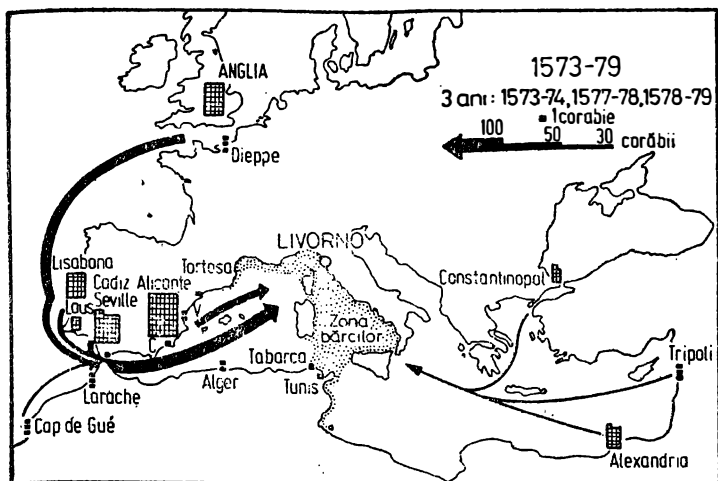 ANGLIA
1573-79
3 ani: 1573-74, 1577-78, 1578-79
1 corabie
100 50 30 corăbii
Dieppe
LIVORNO
Lisabona
Cadiz
Seville
Alicante
Tortosa
Constantinopol
Zona
bărcilor
Larache
Alger
Tabarca
Tunis
Tripoli
Cap de Gué
Alexandria